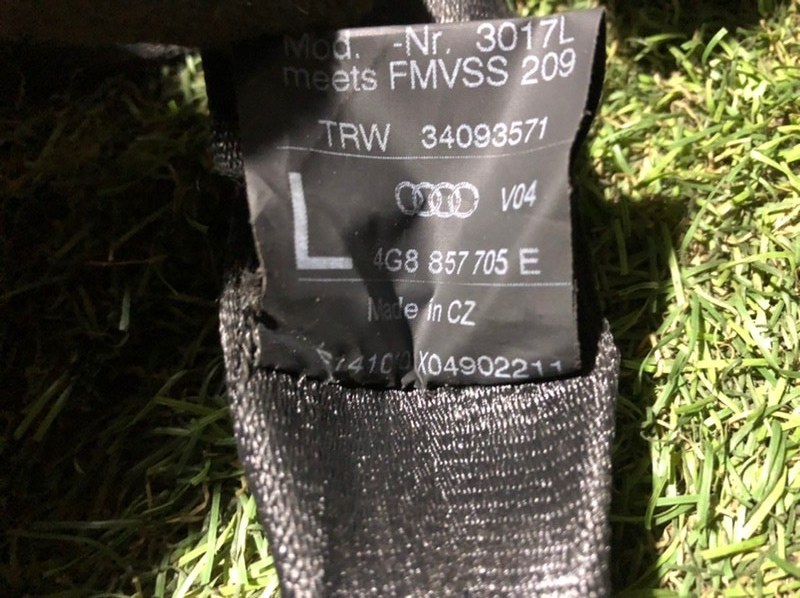 Mod. -Nr. 3017L
meets FMVSS 209
TRW 34093571
L
V04
4G8 857 705 E
Made in CZ
X04902211